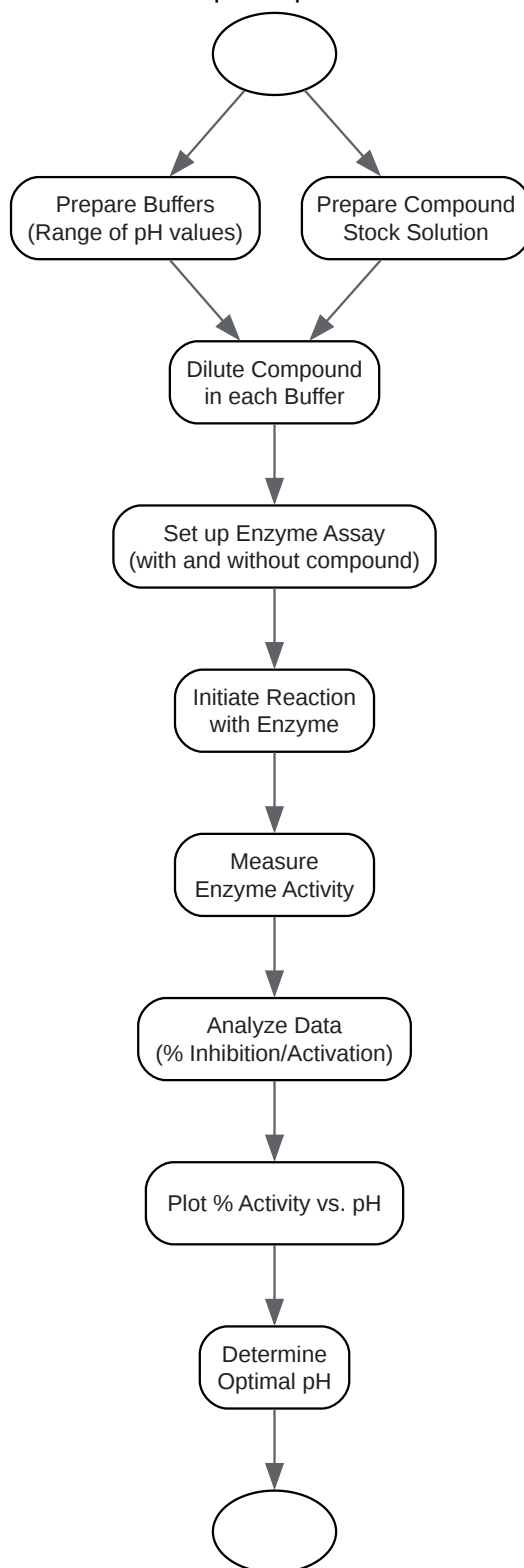 Prepare Buffers
(Range of pH values)
Prepare Compound
Stock Solution
Dilute Compound
in each Buffer
Set up Enzyme Assay
(with and without compound)
Initiate Reaction
with Enzyme
Measure
Enzyme Activity
Analyze Data
(% Inhibition/Activation)
Plot % Activity vs. pH
Determine
Optimal pH